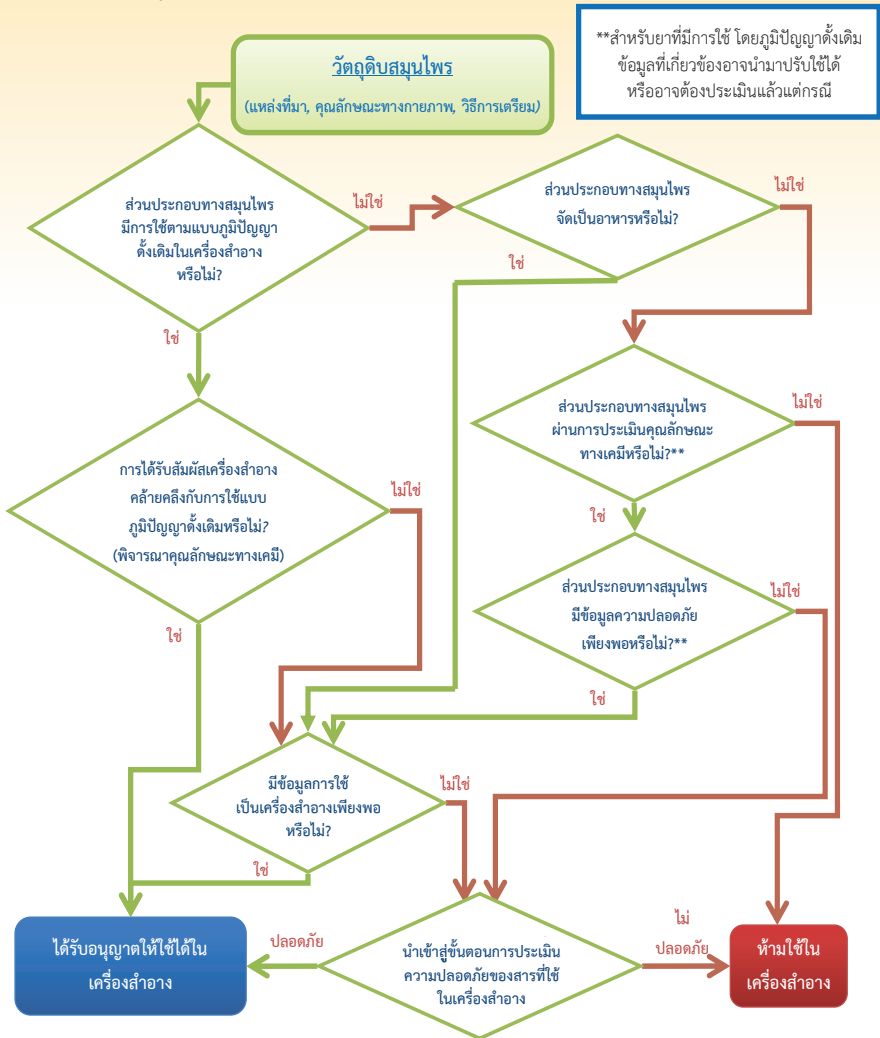 **สำหรับยาที่มีการใช้ โดยภูมิปัญญาดั้งเดิม
ข้อมูลที่เกี่ยวข้องอาจนำมาปรับใช้ได้
หรืออาจต้องประเมินแล้วแต่กรณี
วัตถุดิบสมุนไพร
(แหล่งที่มา, คุณลักษณะทางกายภาพ, วิธีการเตรียม)
ส่วนประกอบทางสมุนไพร
มีการใช้ตามแบบภูมิปัญญา
ดั้งเดิมในเครื่องสำอาง
หรือไม่?
ไม่ใช่
ใช่
ส่วนประกอบทางสมุนไพร
จัดเป็นอาหารหรือไม่?
ไม่ใช่
ใช่
ส่วนประกอบทางสมุนไพร
ผ่านการประเมินคุณลักษณะ
ทางเคมีหรือไม่?**
ไม่ใช่
ใช่
การได้รับสัมผัสเครื่องสำอาง
คล้ายคลึงกับการใช้แบบ
ภูมิปัญญาดั้งเดิมหรือไม่?
(พิจารณาคุณลักษณะทางเคมี)
ไม่ใช่
ใช่
ส่วนประกอบทางสมุนไพร
มีข้อมูลความปลอดภัย
เพียงพอหรือไม่?**
ไม่ใช่
ใช่
มีข้อมูลการใช้
เป็นเครื่องสำอางเพียงพอ
หรือไม่?
ไม่ใช่
ใช่
นำเข้าสู่ขั้นตอนการประเมิน
ความปลอดภัยของสารที่ใช้
ในเครื่องสำอาง
ปลอดภัย
ไม่
ปลอดภัย
ได้รับอนุญาตให้ใช้ได้ใน
เครื่องสำอาง
ห้ามใช้ใน
เครื่องสำอาง